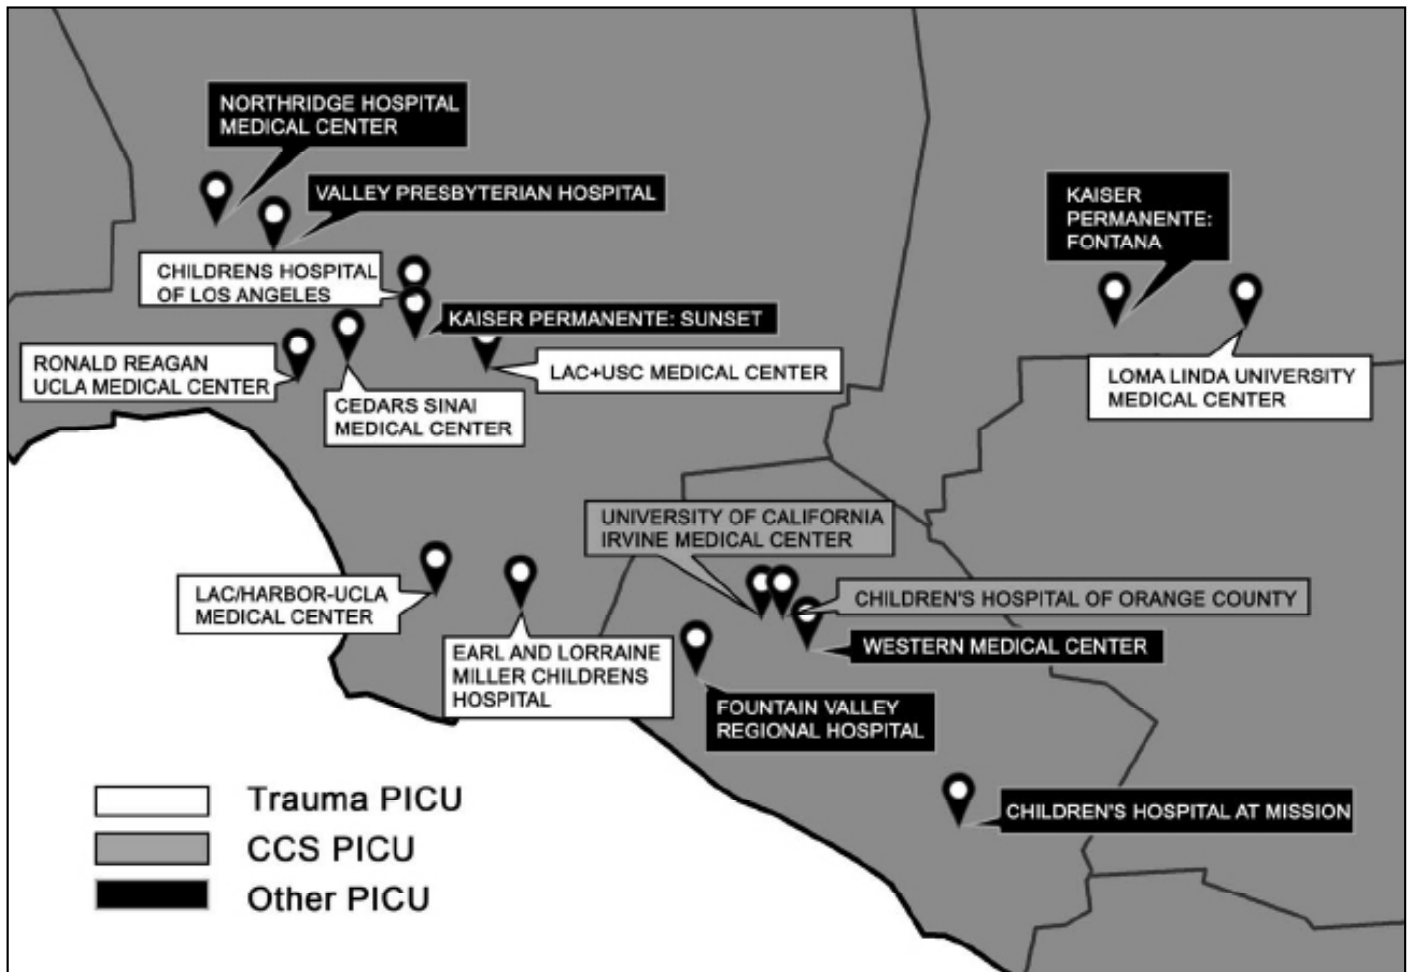 NORTHRIDGE HOSPITAL
MEDICAL CENTER
VALLEY PRESBYTERIAN HOSPITAL
KAISER
PERMANENTE:
FONTANA
CHILDRENS HOSPITAL
OF LOS ANGELES
KAISER PERMANENTE: SUNSET
RONALD REAGAN
UCLA MEDICAL CENTER
LAC+USC MEDICAL CENTER
LOMA LINDA UNIVERSITY
MEDICAL CENTER
CEDARS SINAI
MEDICAL CENTER
UNIVERSITY OF CALIFORNIA
IRVINE MEDICAL CENTER
LAC/HARBOR-UCLA
MEDICAL CENTER
CHILDREN'S HOSPITAL OF ORANGE COUNTY
EARL AND LORRAINE
MILLER CHILDRENS
HOSPITAL
WESTERN MEDICAL CENTER
FOUNTAIN VALLEY
REGIONAL HOSPITAL
CHILDREN'S HOSPITAL AT MISSION
Trauma PICU
CCS PICU
Other PICU